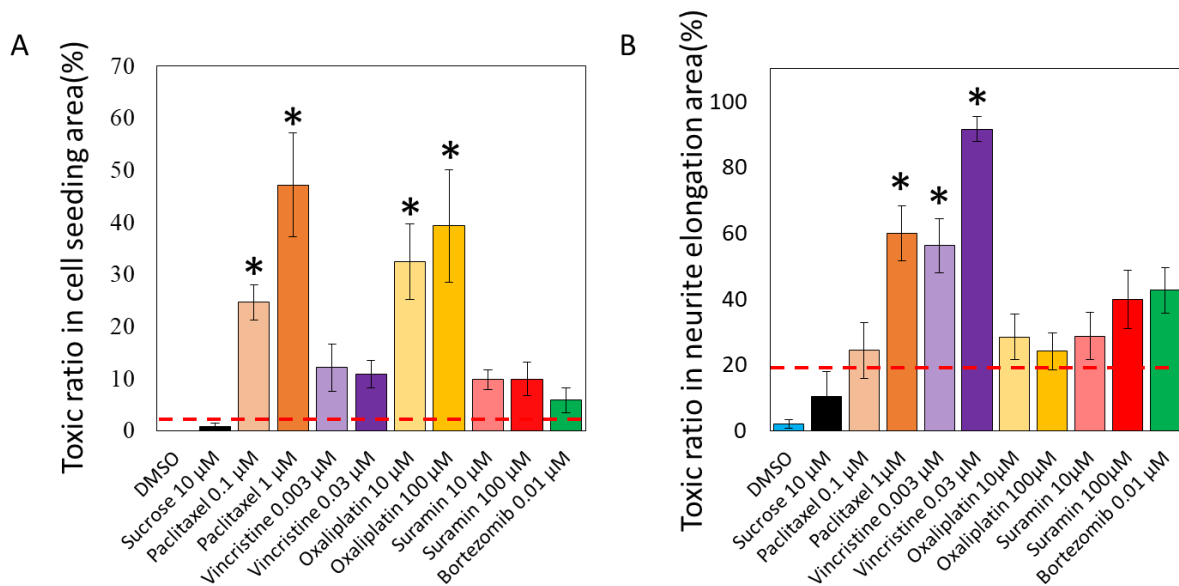 A
Toxic ratio in cell seeding area(%)
70
60
50
40
30
20
10
0
*
*
*
*
DMSO
Sucrose 10 µM
Paclitaxel 0.1 µM
Paclitaxel 1 µM
Vincristine 0.003 µM
Vincristine 0.03 µM
Oxaliplatin 10 µM
Oxaliplatin 100 µM
Suramin 10 µM
Suramin 100 µM
Bortezomib 0.01 µM
B
Toxic ratio in neurite elongation area(%)
100
80
60
40
20
0
*
*
*
DMSO
Sucrose 10 µM
Paclitaxel 0.1 µM
Paclitaxel 1µM
Vincristine 0.003 µM
Vincristine 0.03 µM
Oxaliplatin 10µM
Oxaliplatin 100µM
Suramin 10µM
Suramin 100µM
Bortezomib 0.01 µM